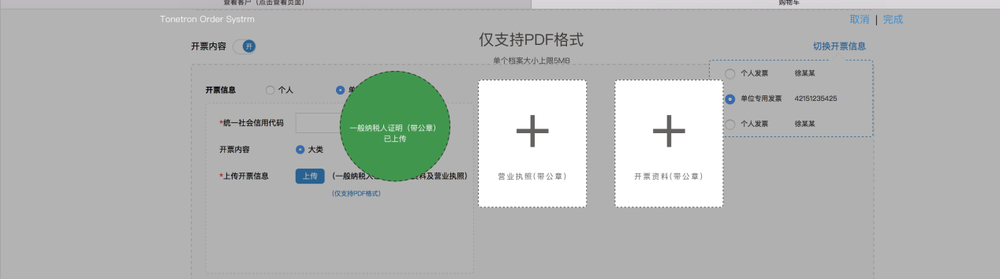 查看客户（点击查看页面）
购物车
Tonetron Order Systrm
取消 | 完成
仅支持PDF格式
单个档案大小上限5MB
开票内容 开
切换开票信息
个人发票 徐某某
单位专用发票 42151235425
个人发票 徐某某
开票信息 个人
*统一社会信用代码
一般纳税人证明（带公章）
已上传
开票内容 大类
*上传开票信息 上传 (一般纳税人 料及营业执照)
(仅支持PDF格式)
营业执照(带公章)
开票资料(带公章)